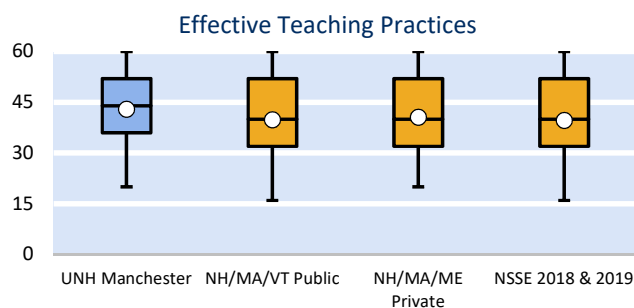 Effective Teaching Practices
60
45
30
15
0
UNH Manchester
NH/MA/VT Public
NH/MA/ME
Private
NSSE 2018 & 2019